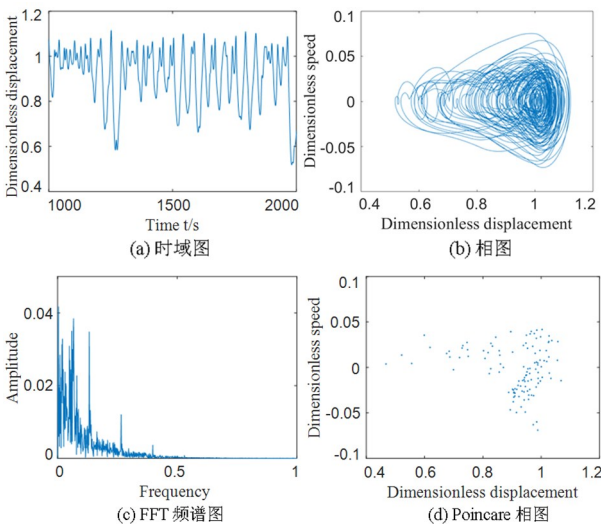 1.2
1
0.8
0.6
0.4
Dimensionless displacement
1000
1500
2000
Time t/s
(a) 时域图
0.1
0.05
0
-0.05
-0.1
Dimensionless speed
0.4
0.6
0.8
1.0
1.2
Dimensionless displacement
(b) 相图
0.04
0.02
0
Amplitude
0
0.5
1
Frequency
(c) FFT 频谱图
0.1
0.05
0
-0.05
-0.1
Dimensionless speed
0.4
0.6
0.8
1
1.2
Dimensionless displacement
(d) Poincare 相图